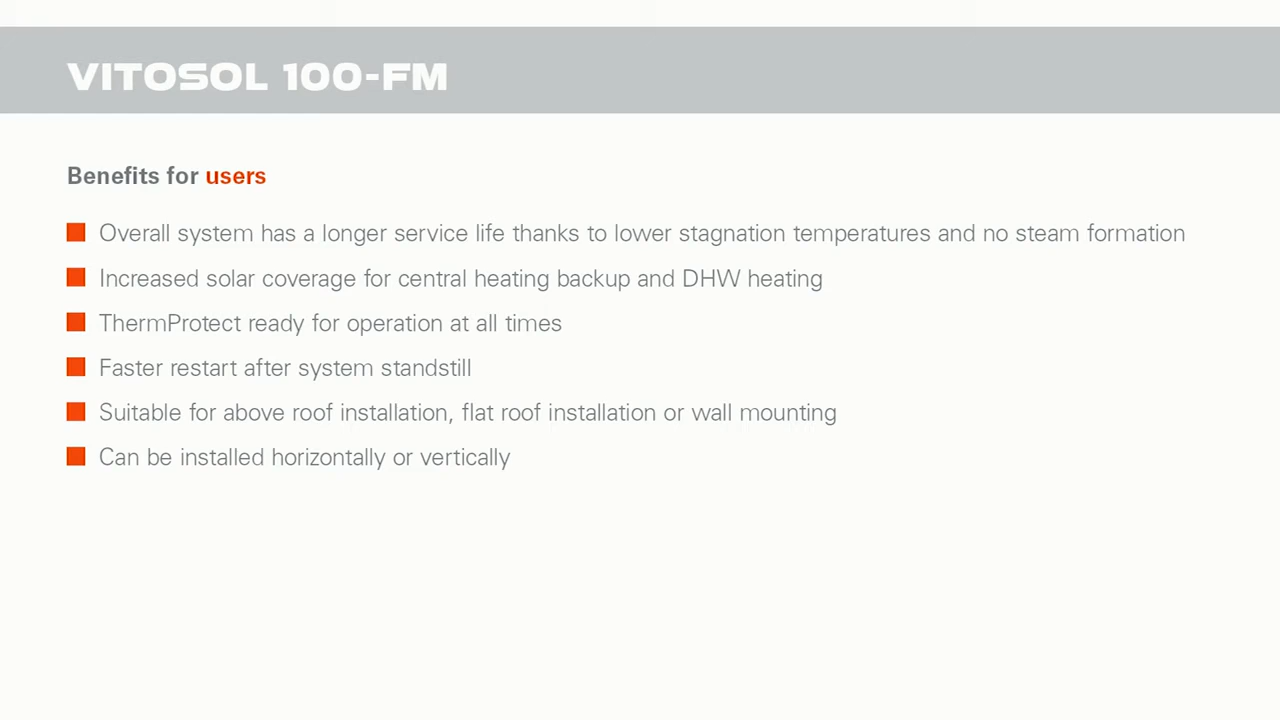 VITOSOL 100-FM
Benefits for users
Overall system has a longer service life thanks to lower stagnation temperatures and no steam formation
Increased solar coverage for central heating backup and DHW heating
ThermProtect ready for operation at all times
Faster restart after system standstill
Suitable for above roof installation, flat roof installation or wall mounting
Can be installed horizontally or vertically